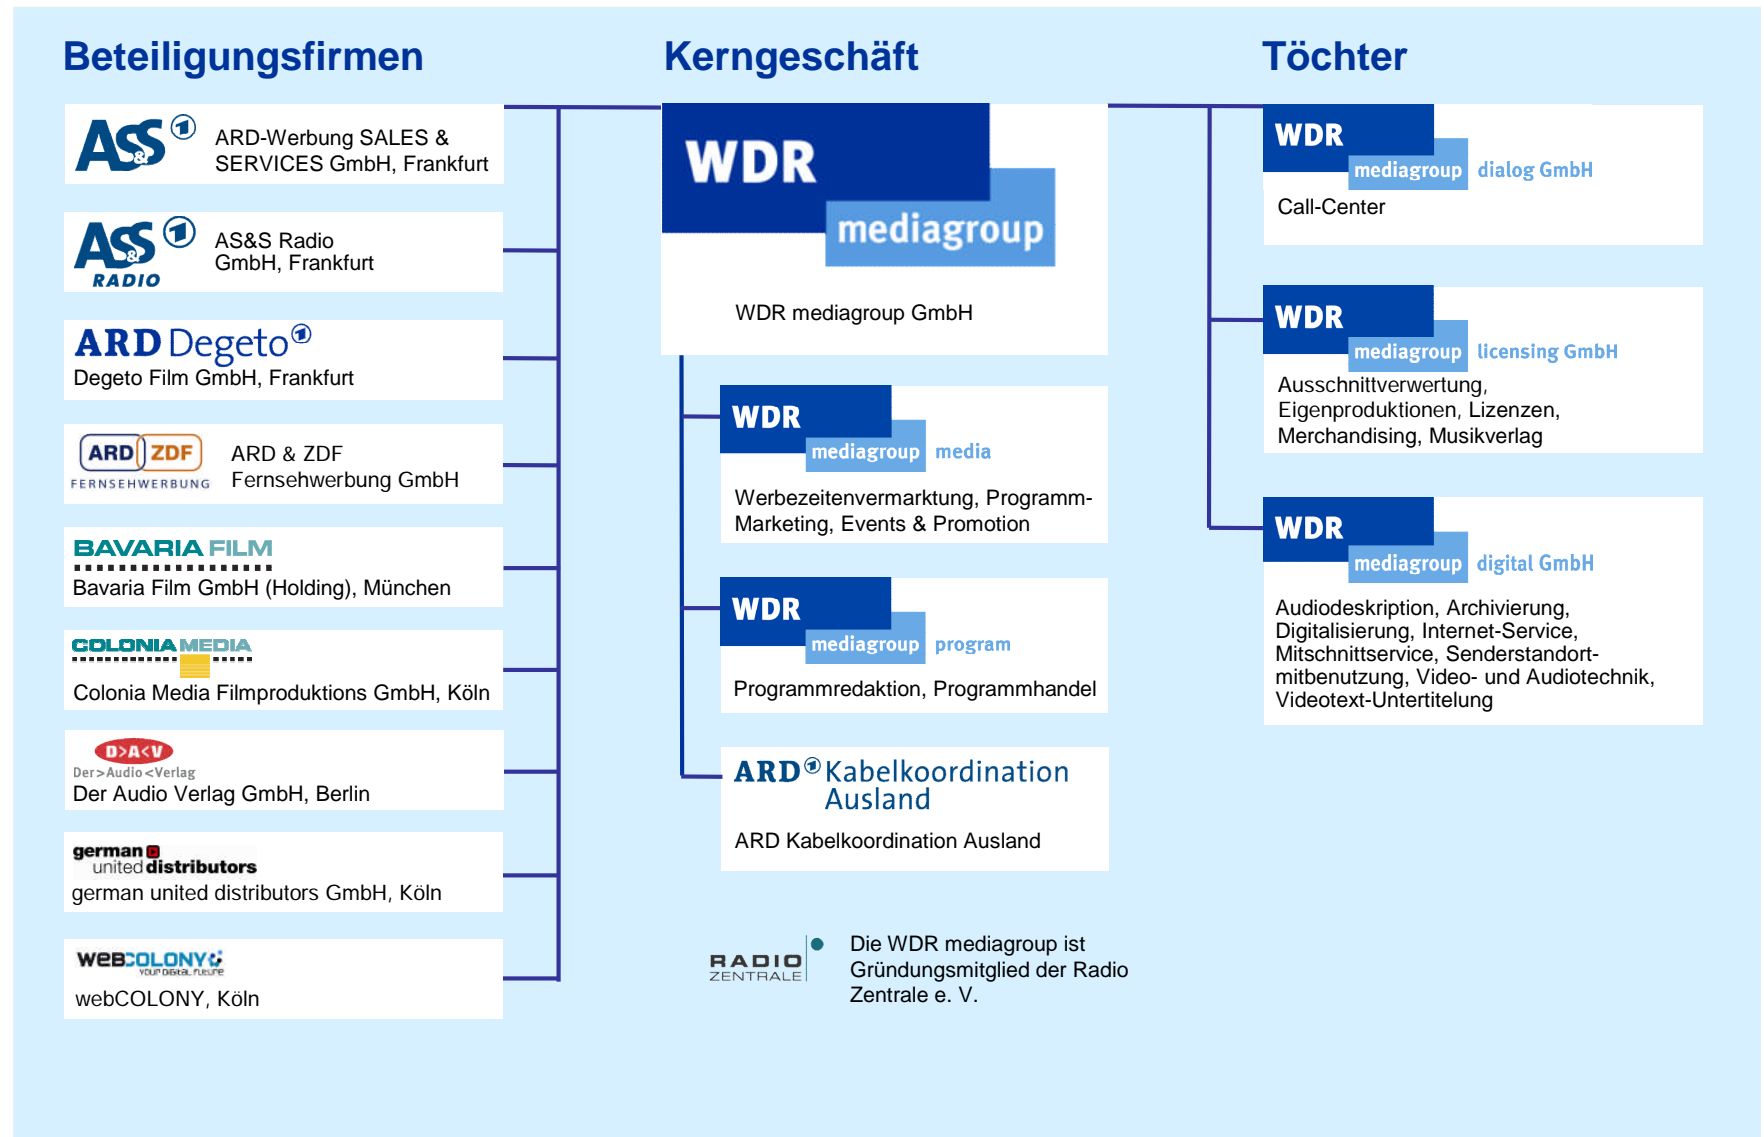 Beteiligungsfirmen
AS&S
ARD-Werbung SALES &
SERVICES GmbH, Frankfurt
AS&S
RADIO
AS&S Radio
GmbH, Frankfurt
ARD Degeto
Degeto Film GmbH, Frankfurt
ARD ZDF
FERNSEHWERBUNG
ARD & ZDF
Fernsehwerbung GmbH
BAVARIA FILM
Bavaria Film GmbH (Holding), München
COLONIA MEDIA
Colonia Media Filmproduktions GmbH, Köln
D>A<V
Der>Audio<Verlag
Der Audio Verlag GmbH, Berlin
german
united distributors
german united distributors GmbH, Köln
WEBCOLONY
YOUR DIGITAL FUTURE
webCOLONY, Köln
Kerngeschäft
WDR
mediagroup
WDR mediagroup GmbH
WDR
mediagroup media
Werbezeitenvermarktung, Programm-
Marketing, Events & Promotion
WDR
mediagroup program
Programmredaktion, Programmhandel
ARD Kabelkoordination
Ausland
ARD Kabelkoordination Ausland
RADIO
ZENTRALE
Die WDR mediagroup ist
Gründungsmitglied der Radio
Zentrale e. V.
Töchter
WDR
mediagroup dialog GmbH
Call-Center
WDR
mediagroup licensing GmbH
Ausschnittverwertung,
Eigenproduktionen, Lizenzen,
Merchandising, Musikverlag
WDR
mediagroup digital GmbH
Audiodeskription, Archivierung,
Digitalisierung, Internet-Service,
Mitschnittservice, Senderstandort-
mitbenutzung, Video- und Audiotechnik,
Videotext-Untertitelung